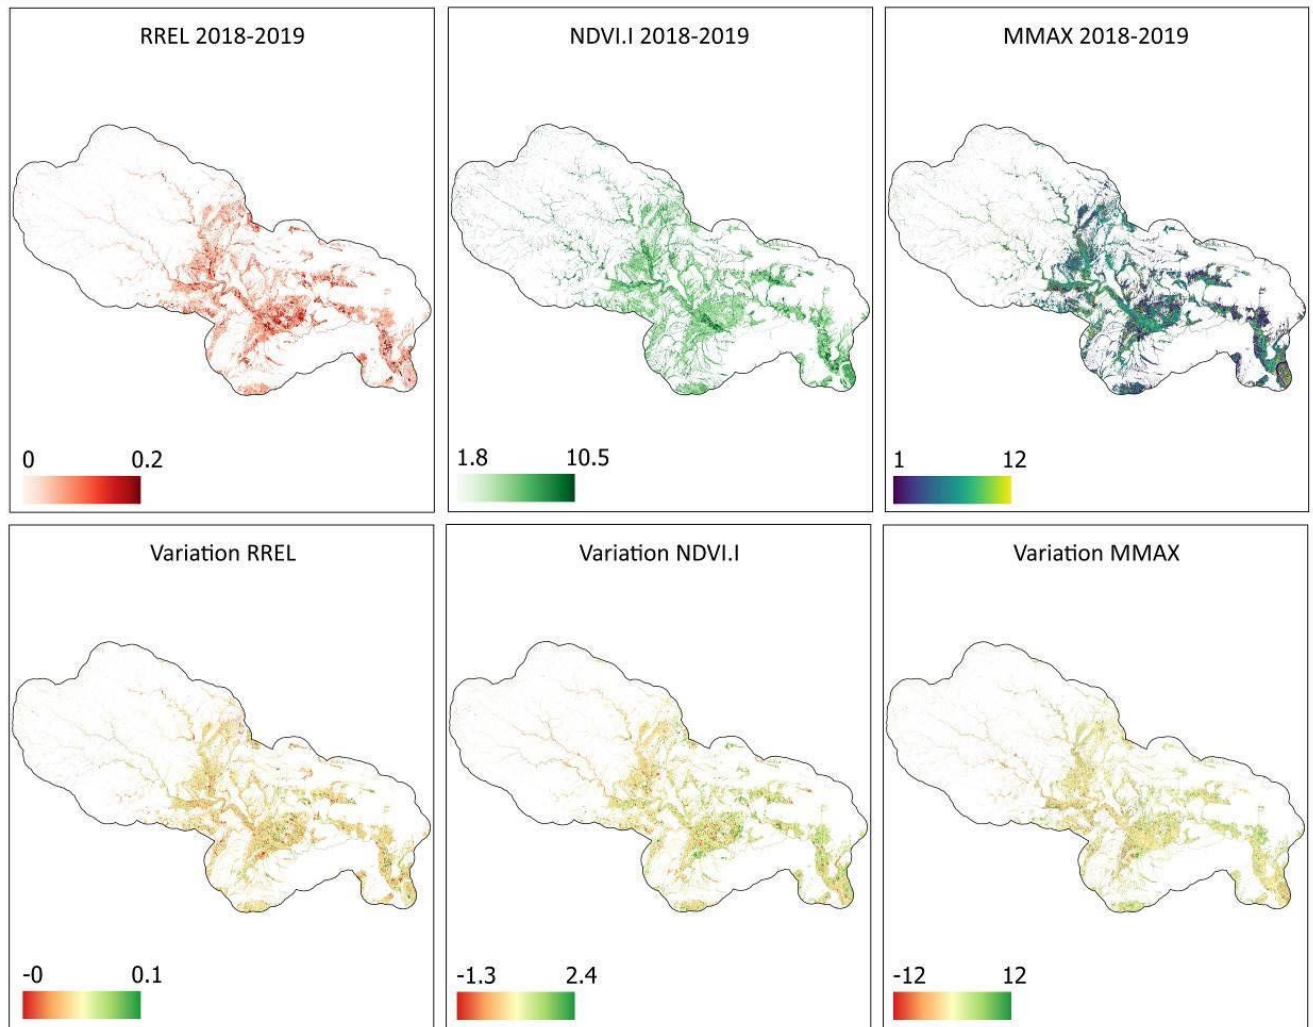 RREL 2018-2019
NDVI.I 2018-2019
MMAX 2018-2019
0 0.2
1.8 10.5
1 12
Variation RREL
Variation NDVI.I
Variation MMAX
-0 0.1
-1.3 2.4
-12 12